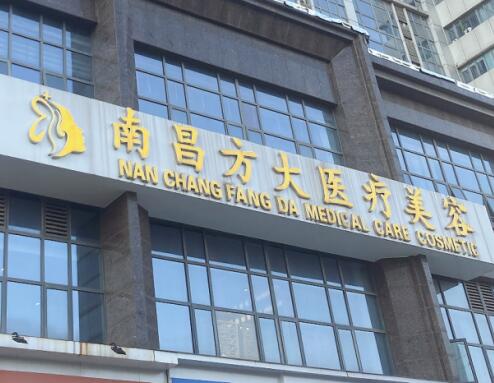 南昌方大医疗美容
NAN CHANG FANG DA MEDICAL CARE COSMETIC